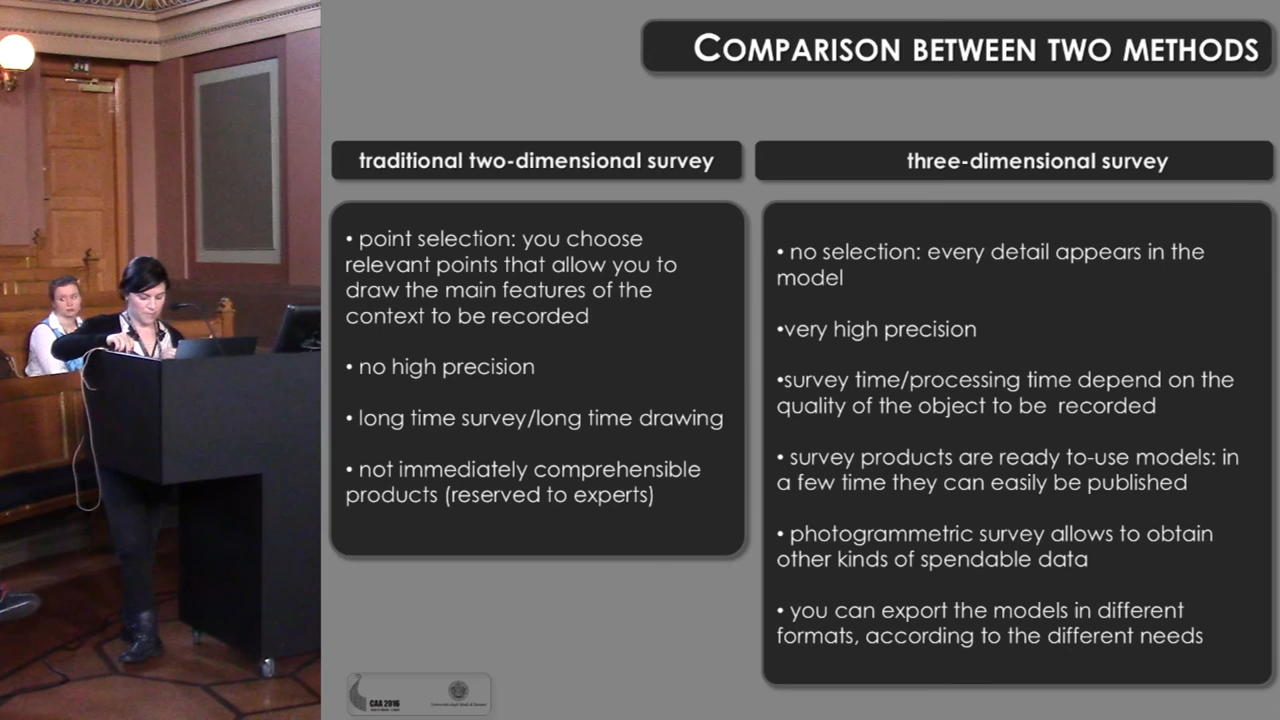 COMPARISON BETWEEN TWO METHODS
traditional two-dimensional survey
• point selection: you choose
relevant points that allow you to
draw the main features of the
context to be recorded
• no high precision
• long time survey/long time drawing
• not immediately comprehensible
products (reserved to experts)
three-dimensional survey
• no selection: every detail appears in the
model
•very high precision
•survey time/processing time depend on the
quality of the object to be recorded
• survey products are ready to-use models: in
a few time they can easily be published
• photogrammetric survey allows to obtain
other kinds of spendable data
• you can export the models in different
formats, according to the different needs
CAA 2016